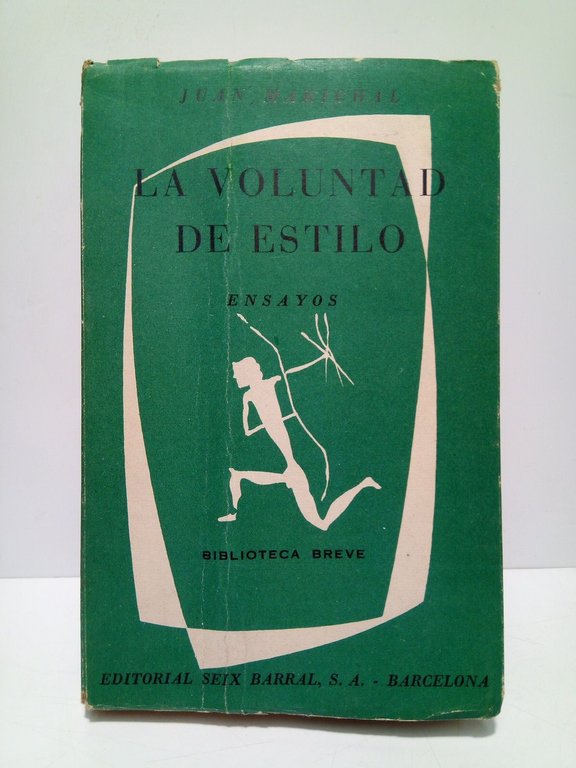 JUAN MARICHAL
LA VOLUNTAD
DE ESTILO
ENSAYOS
BIBLIOTECA BREVE
EDITORIAL SEIX BARRAL, S. A. - BARCELONA